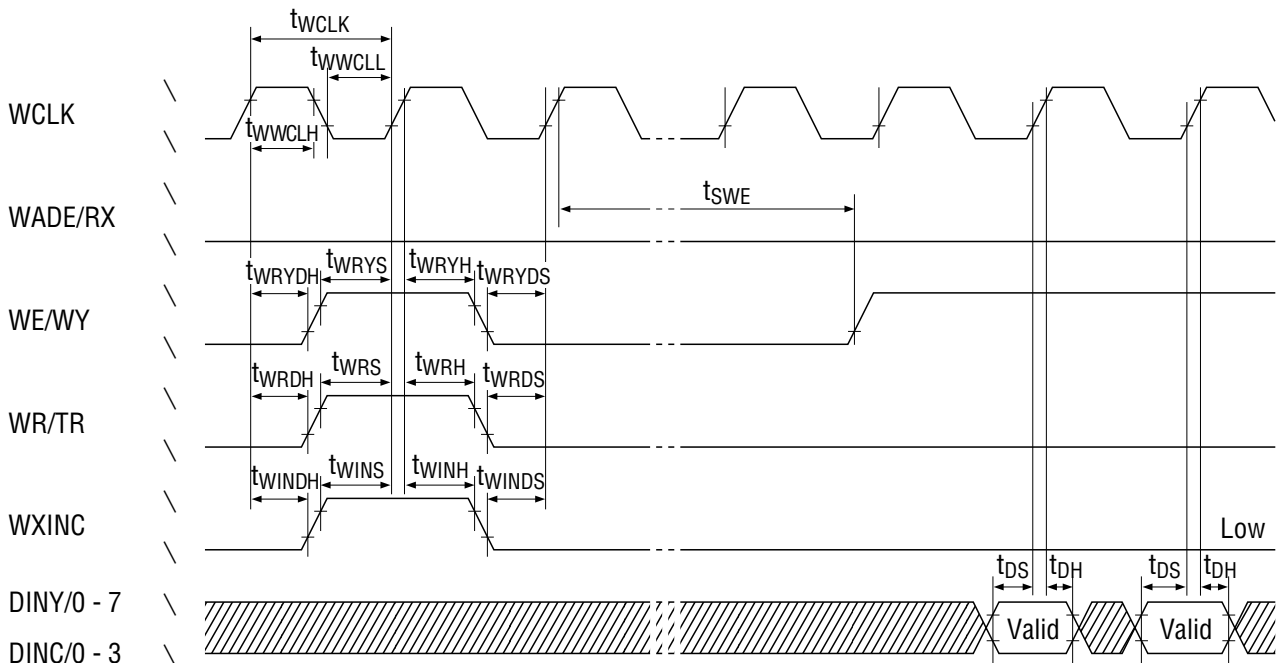 tWCLK
tWWCLL
WCLK
tWWCLH
tSWE
WADE/RX
tWRYDH tWRYS tWRYH tWRYDS
WE/WY
tWRDH tWRS tWRH tWRDS
WR/TR
tWINDH tWINS tWINH tWINDS
WXINC
Low
tDS tDH tDS tDH
DINY/0 - 7
Valid Valid
DINC/0 - 3